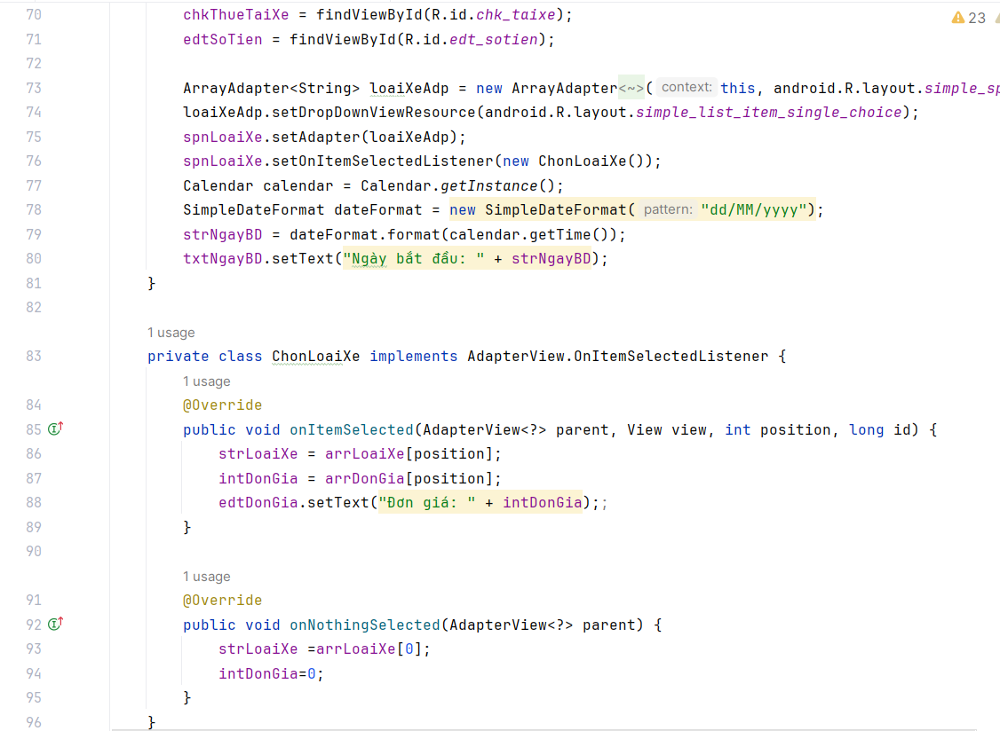 23
70 chkThueTaiXe = findViewById(R.id.chk_taixe);
71 edtSoTien = findViewById(R.id.edt_sotien);
72
73 ArrayAdapter<String> loaiXeAdp = new ArrayAdapter<~>( context: this, android.R.layout.simple_sp
74 loaiXeAdp.setDropDownViewResource(android.R.layout.simple_list_item_single_choice);
75 spnLoaiXe.setAdapter(loaiXeAdp);
76 spnLoaiXe.setOnItemSelectedListener(new ChonLoaiXe());
77 Calendar calendar = Calendar.getInstance();
78 SimpleDateFormat dateFormat = new SimpleDateFormat( pattern: "dd/MM/yyyy");
79 strNgayBD = dateFormat.format(calendar.getTime());
80 txtNgayBD.setText("Ngày bắt đầu: " + strNgayBD);
81 }
82
1 usage
83 private class ChonLoaiXe implements AdapterView.OnItemSelectedListener {
1 usage
84 @Override
85 public void onItemSelected(AdapterView<?> parent, View view, int position, long id) {
86 strLoaiXe = arrLoaiXe[position];
87 intDonGia = arrDonGia[position];
88 edtDonGia.setText("Đơn giá: " + intDonGia);;
89 }
90
1 usage
91 @Override
92 public void onNothingSelected(AdapterView<?> parent) {
93 strLoaiXe =arrLoaiXe[0];
94 intDonGia=0;
95 }
96 }